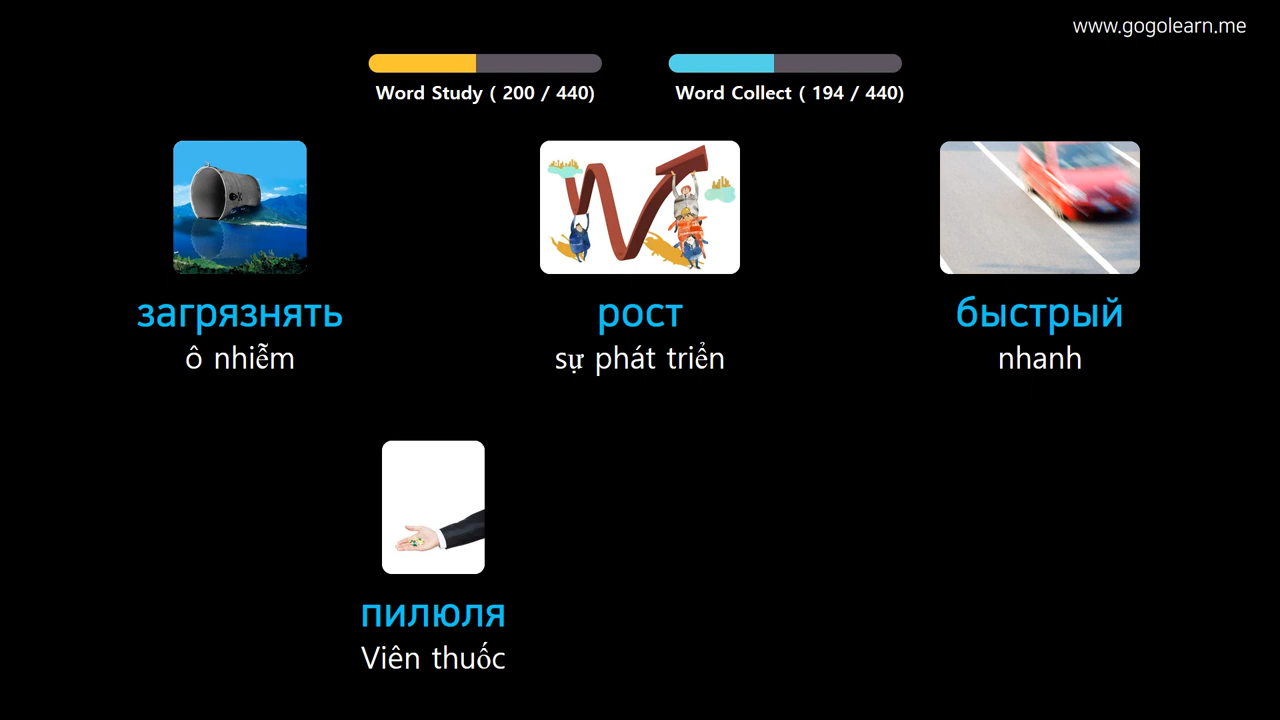 www.gogolearn.me
Word Study ( 200 / 440)
Word Collect ( 194 / 440)
загрязнять
ô nhiễm
рост
sự phát triển
быстрый
nhanh
пилюля
Viên thuốc